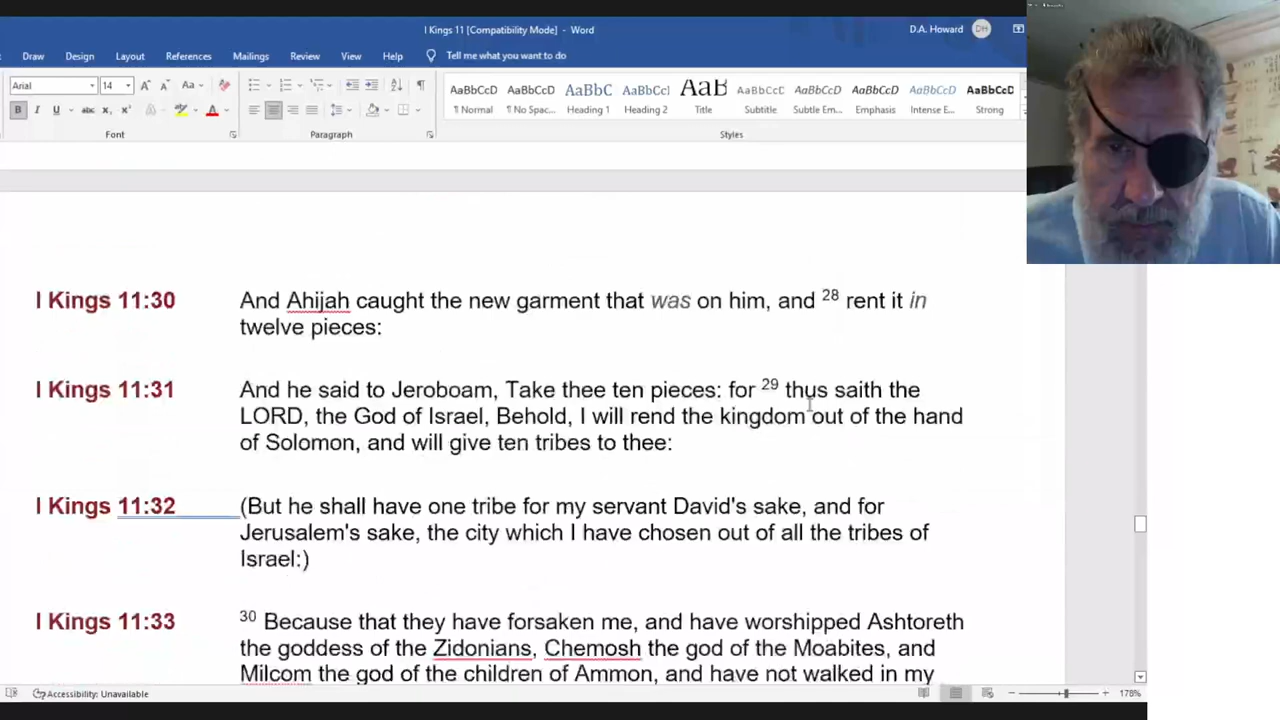 I Kings 11 [Compatibility Mode] - Word
D.A. Howard DH
Draw Design Layout References Mailings Review View Help Tell me what you want to do
Arial 14 Aa
B I U abc x₂ x² A A
AaBbCcD AaBbCcD AaBbC AaBbCc AaB AaBbCcD AaBbCcD AaBbCcD AaBbCcD AaBbCcD
¶ Normal ¶ No Spac... Heading 1 Heading 2 Title Subtitle Subtle Em... Emphasis Intense E... Strong
Font Paragraph Styles
I Kings 11:30 And Ahijah caught the new garment that was on him, and 28 rent it in
twelve pieces:
I Kings 11:31 And he said to Jeroboam, Take thee ten pieces: for 29 thus saith the
LORD, the God of Israel, Behold, I will rend the kingdom out of the hand
of Solomon, and will give ten tribes to thee:
I Kings 11:32 (But he shall have one tribe for my servant David's sake, and for
Jerusalem's sake, the city which I have chosen out of all the tribes of
Israel:)
I Kings 11:33 30 Because that they have forsaken me, and have worshipped Ashtoreth
the goddess of the Zidonians, Chemosh the god of the Moabites, and
Milcom the god of the children of Ammon, and have not walked in my
Accessibility: Unavailable 178%